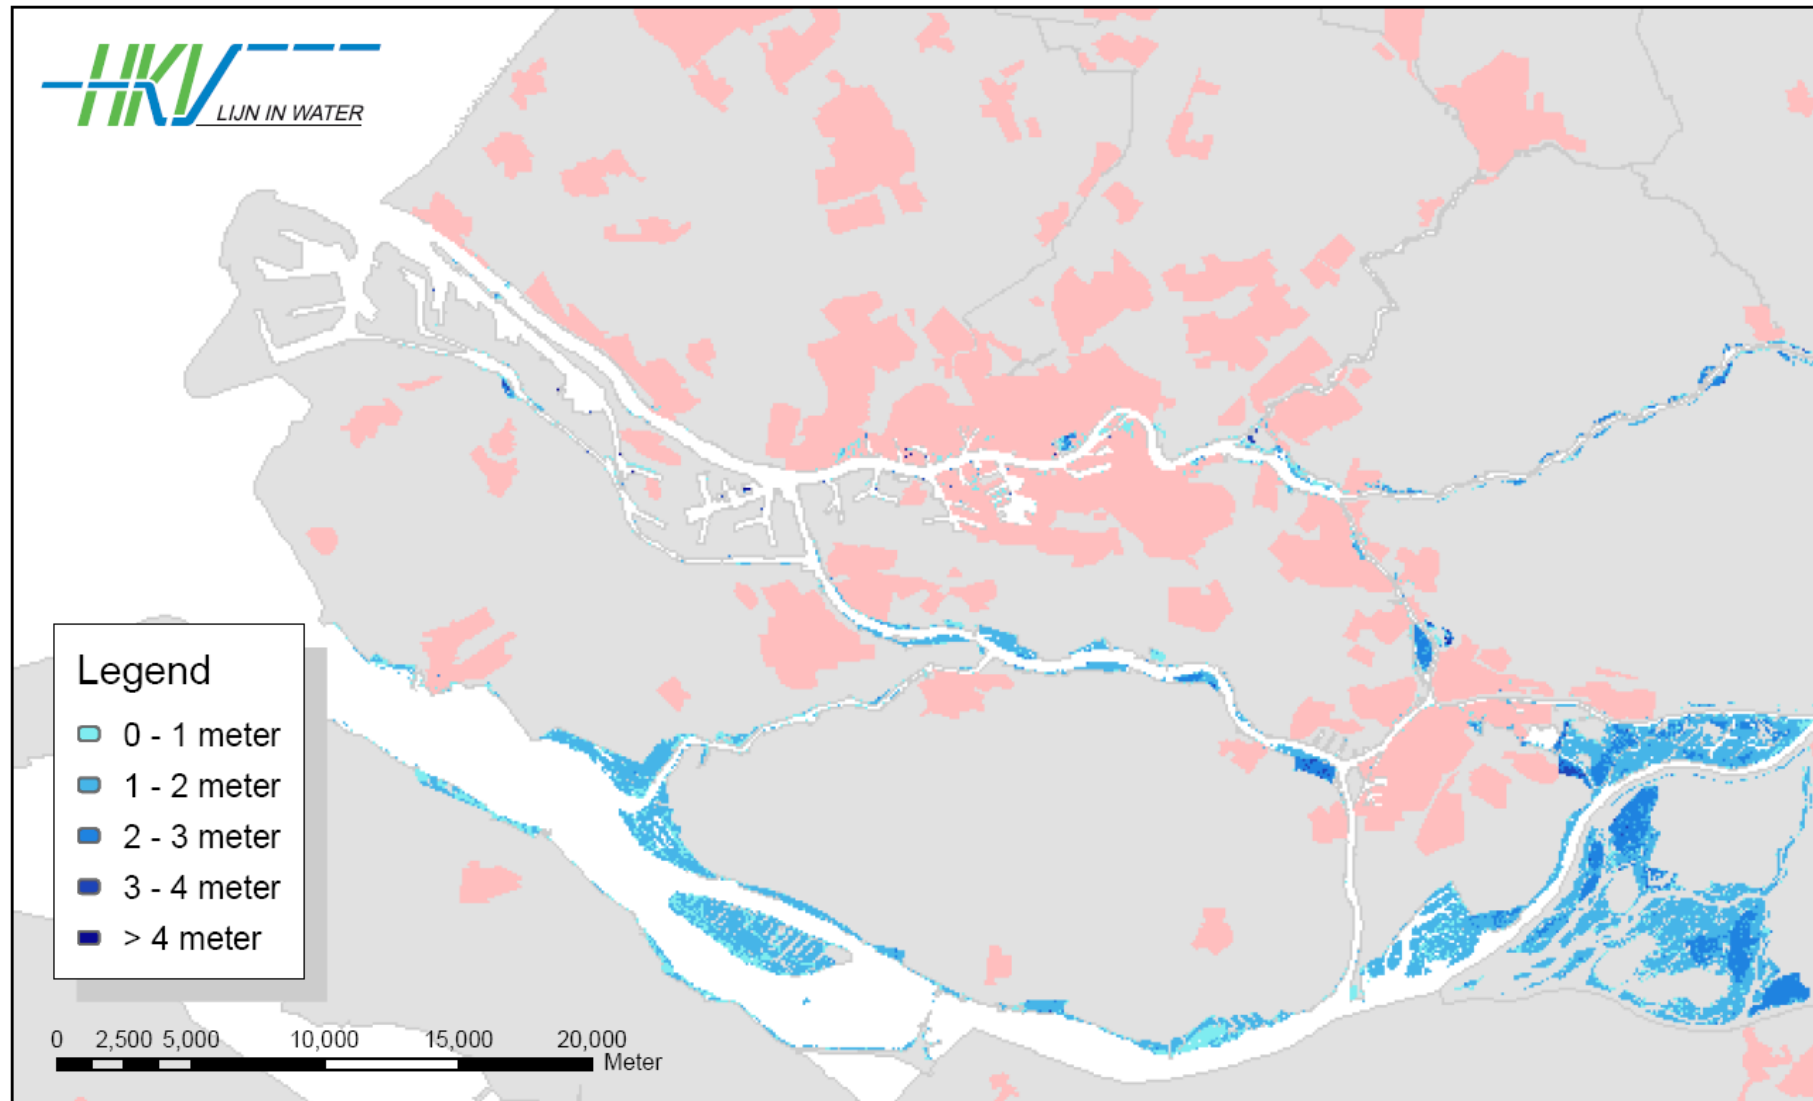 HKV
LIJN IN WATER
Legend
0 - 1 meter
1 - 2 meter
2 - 3 meter
3 - 4 meter
> 4 meter
0 2,500 5,000 10,000 15,000 20,000
Meter